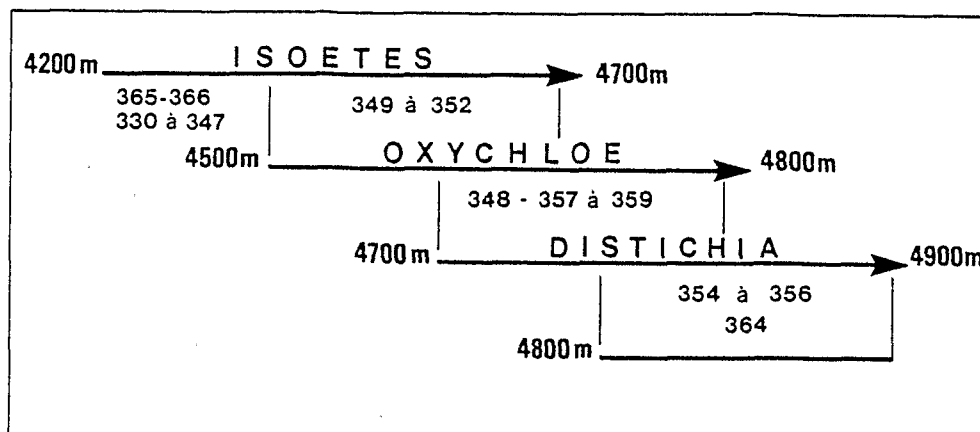 ISOETES
4200m 4700m
365-366 349 à 352
330 à 347
OXYCHLOE
4500m 4800m
348 - 357 à 359
DISTICHIA
4700m 4900m
354 à 356
364
4800m